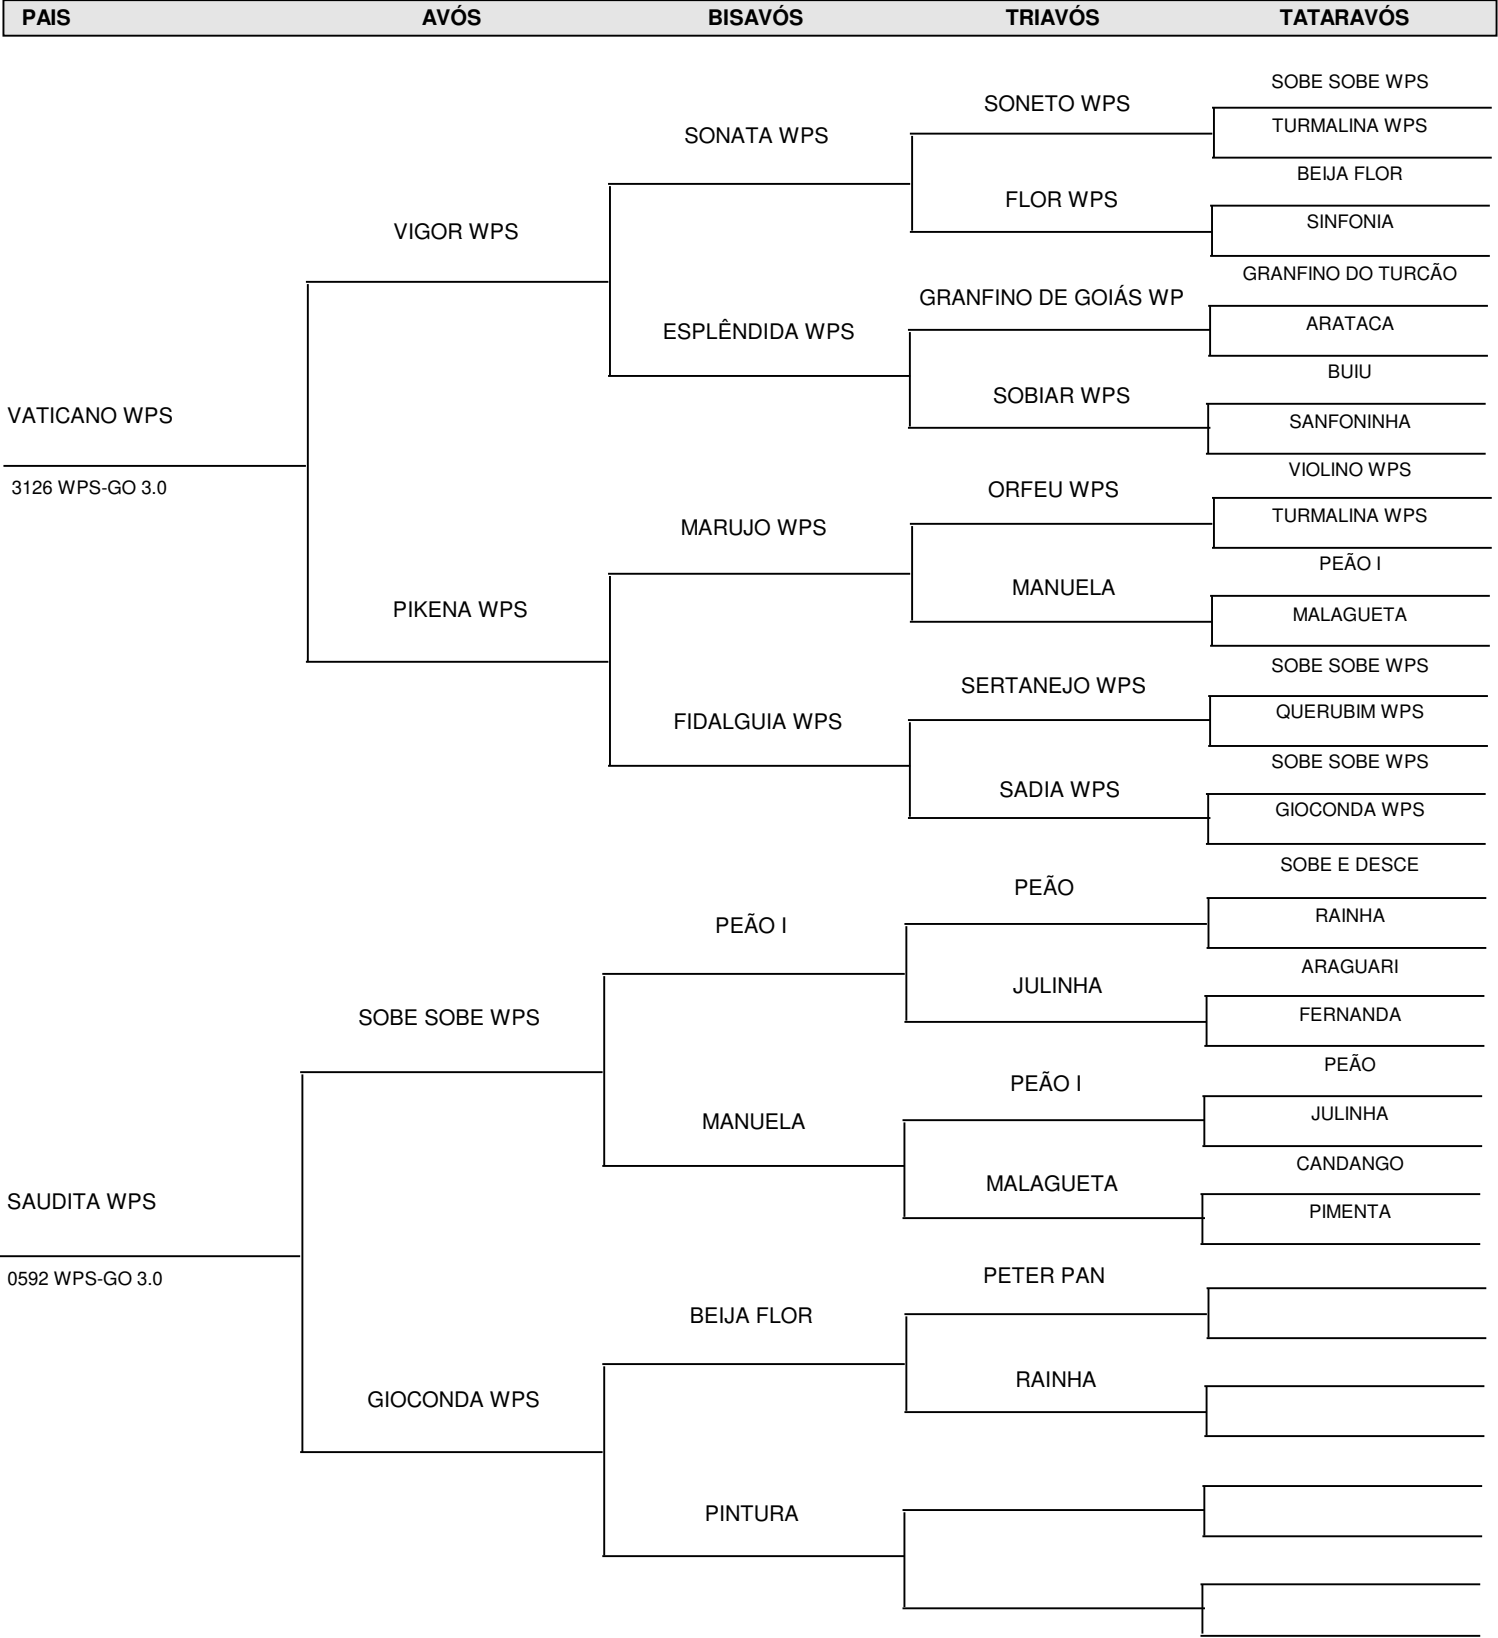 PAIS AVÓS BISAVÓS TRIAVÓS TATARAVÓS
SOBE SOBE WPS
SONETO WPS
TURMALINA WPS
SONATA WPS
BEIJA FLOR
FLOR WPS
SINFONIA
VIGOR WPS
GRANFINO DO TURCÃO
GRANFINO DE GOIÁS WP
ARATACA
ESPLÊNDIDA WPS
BUIU
SOBIAR WPS
SANFONINHA
VATICANO WPS
3126 WPS-GO 3.0
VIOLINO WPS
ORFEU WPS
TURMALINA WPS
MARUJO WPS
PEÃO I
MANUELA
MALAGUETA
PIKENA WPS
SOBE SOBE WPS
SERTANEJO WPS
QUERUBIM WPS
FIDALGUIA WPS
SOBE SOBE WPS
SADIA WPS
GIOCONDA WPS
SOBE E DESCE
PEÃO
RAINHA
PEÃO I
ARAGUARI
JULINHA
FERNANDA
SOBE SOBE WPS
PEÃO
PEÃO I
JULINHA
MANUELA
CANDANGO
MALAGUETA
PIMENTA
SAUDITA WPS
0592 WPS-GO 3.0
PETER PAN
BEIJA FLOR
RAINHA
GIOCONDA WPS
PINTURA